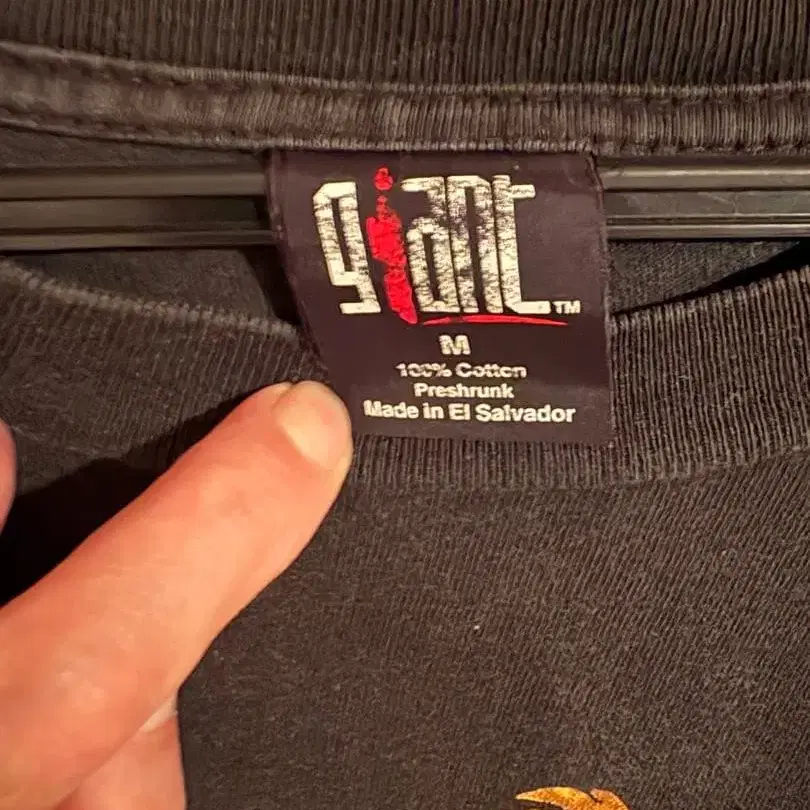 giant™
M
100% Cotton
Preshrunk
Made in El Salvador